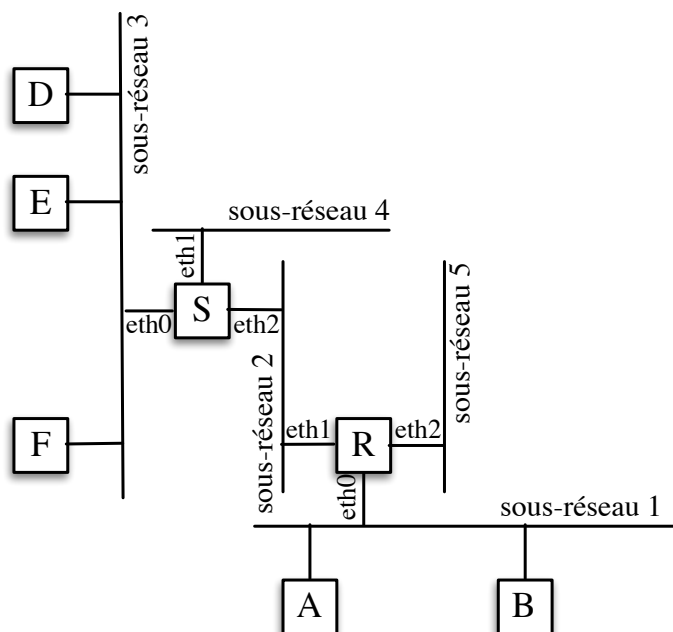 D
sous-réseau 3
E
sous-réseau 4
eth1
S
eth0
eth2
sous-réseau 5
sous-réseau 2
F
eth1
R
eth2
eth0
sous-réseau 1
A
B